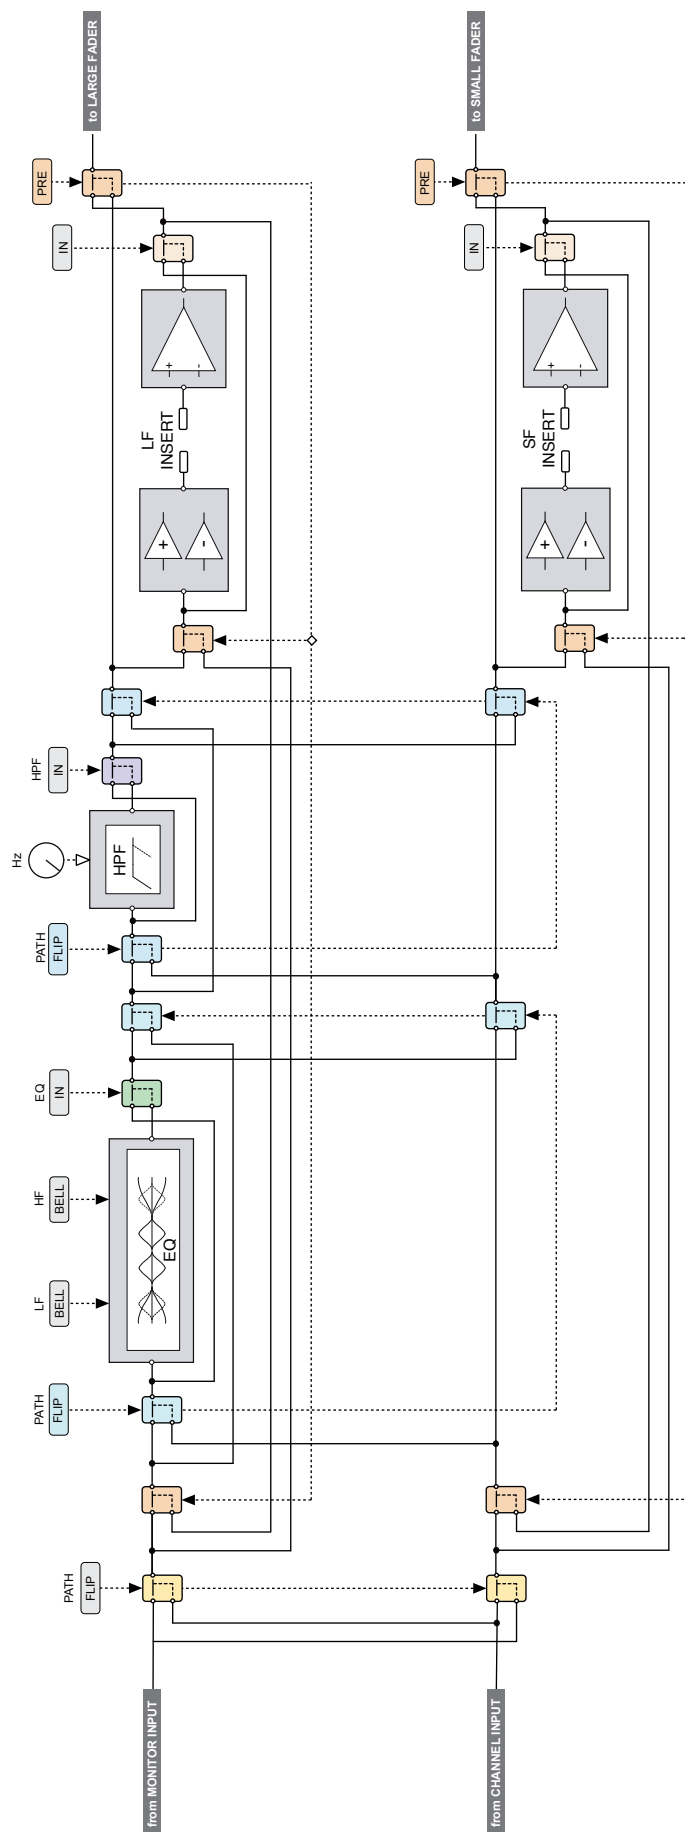 to LARGE FADER
to SMALL FADER
PRE
PRE
IN
IN
+
-
+
-
LF
INSERT
SF
INSERT
+
-
+
-
HPF
IN
Hz
HPF
PATH
FLIP
EQ
IN
HF
BELL
EQ
LF
BELL
PATH
FLIP
PATH
FLIP
from MONITOR INPUT
from CHANNEL INPUT